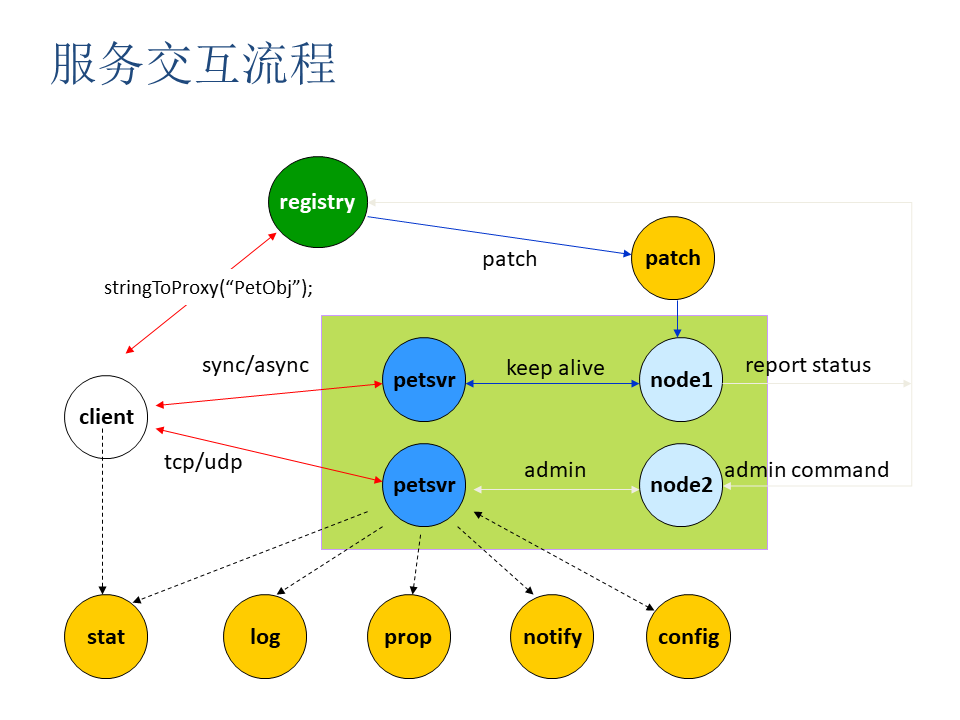 服务交互流程
registry
patch
patch
stringToProxy(“PetObj”);
sync/async
petsvr
keep alive
node1
report status
client
tcp/udp
petsvr
admin
node2
admin command
stat
log
prop
notify
config